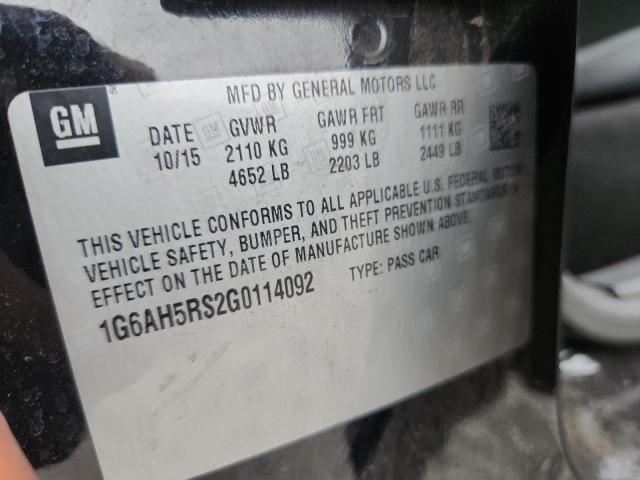 GM
MFD BY GENERAL MOTORS LLC
DATE GVWR GAWR FRT GAWR RR
10/15 2110 KG 999 KG 1111 KG
4652 LB 2203 LB 2449 LB
THIS VEHICLE CONFORMS TO ALL APPLICABLE U.S. FEDERAL MOTOR
VEHICLE SAFETY, BUMPER, AND THEFT PREVENTION STANDARDS IN
EFFECT ON THE DATE OF MANUFACTURE SHOWN ABOVE.
1G6AH5RS2G0114092 TYPE: PASS CAR